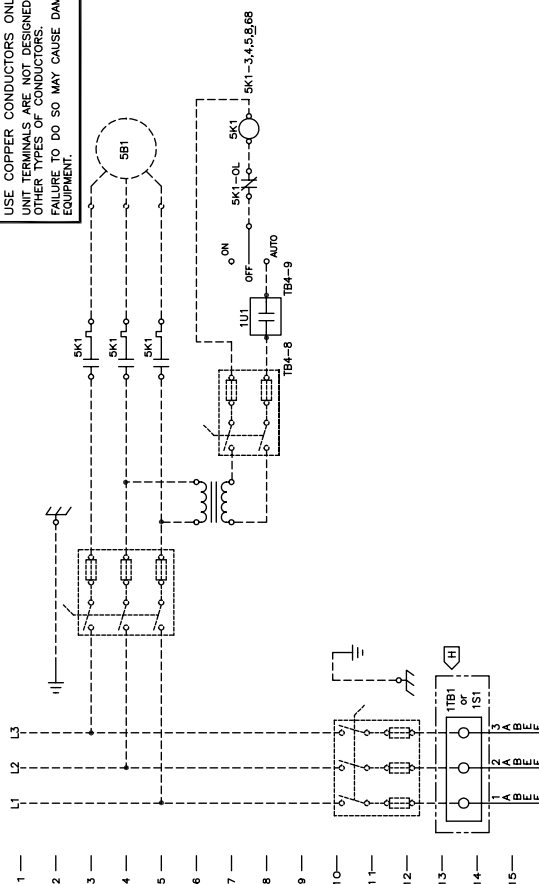 USE COPPER CONDUCTORS ONL
UNIT TERMINALS ARE NOT DESIGNED
OTHER TYPES OF CONDUCTORS.
FAILURE TO DO SO MAY CAUSE DAM
EQUIPMENT.
1
2
3
4
5
6
7
8
9
10
11
12
13
14
15
L3
L2
L1
5K1
5K1
5K1
5B1
5K1-3,4,5,8,68
5K1
5K1-OL
ON
OFF
AUTO
1U1
TB4-9
TB4-8
H
1TB1
or
1S1
3 A B E
2 A B E
1 A B E